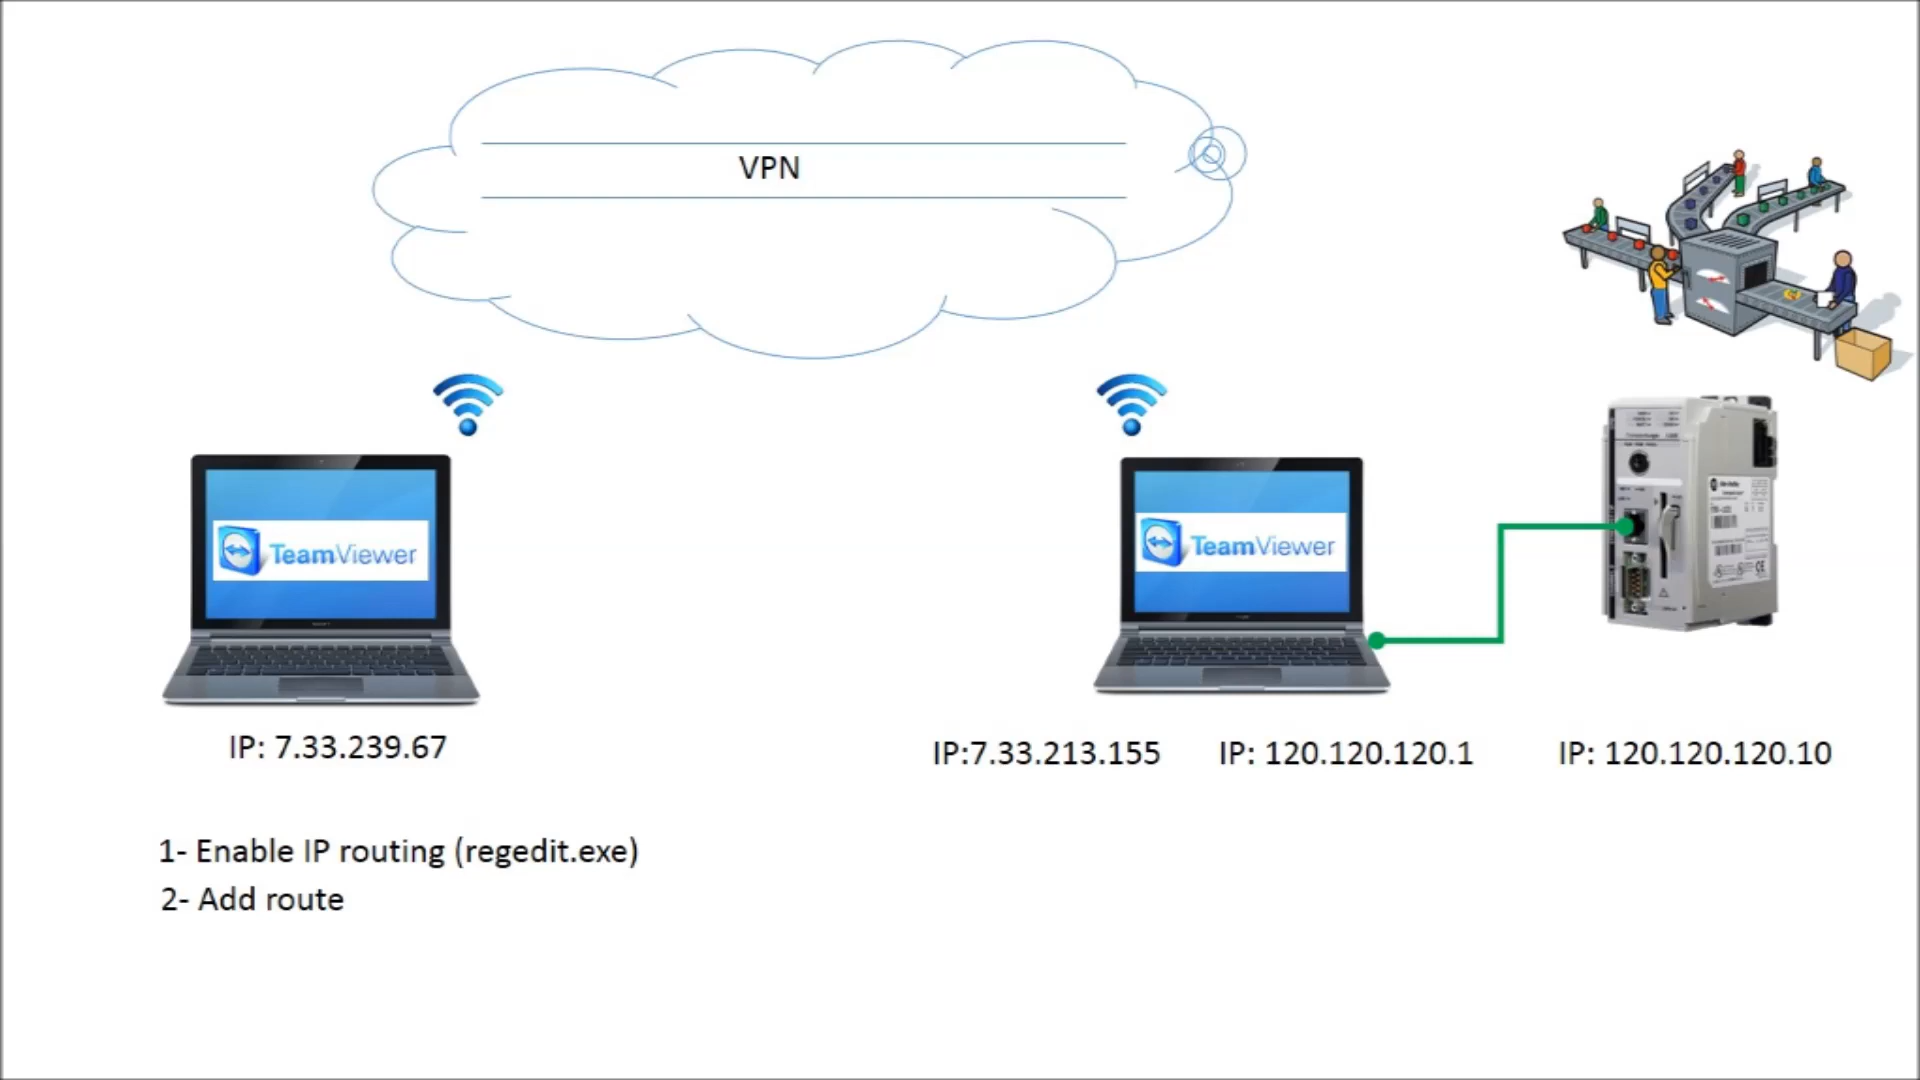 VPN
TeamViewer
TeamViewer
IP: 7.33.239.67
IP:7.33.213.155
IP: 120.120.120.1
IP: 120.120.120.10
1- Enable IP routing (regedit.exe)
2- Add route